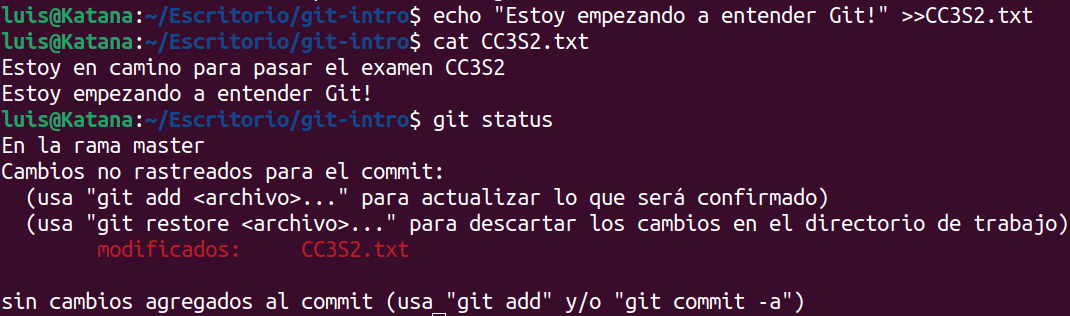 luis@Katana:~/Escritorio/git-intro$ echo "Estoy empezando a entender Git!" >>CC3S2.txt
luis@Katana:~/Escritorio/git-intro$ cat CC3S2.txt
Estoy en camino para pasar el examen CC3S2
Estoy empezando a entender Git!
luis@Katana:~/Escritorio/git-intro$ git status
En la rama master
Cambios no rastreados para el commit:
  (usa "git add <archivo>..." para actualizar lo que será confirmado)
  (usa "git restore <archivo>..." para descartar los cambios en el directorio de trabajo)
        modificados:     CC3S2.txt

sin cambios agregados al commit (usa "git add" y/o "git commit -a")